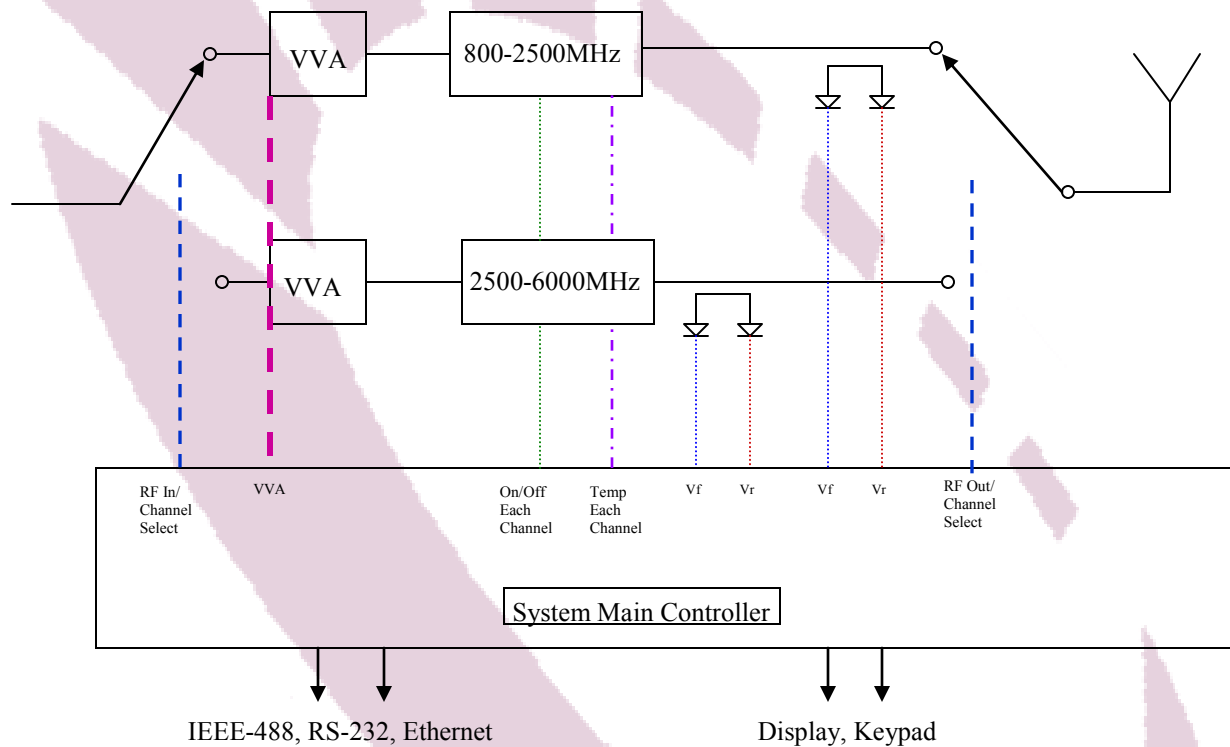 VVA
800-2500MHz
VVA
2500-6000MHz
RF In/
Channel
Select
VVA
On/Off
Each
Channel
Temp
Each
Channel
Vf
Vr
Vf
Vr
RF Out/
Channel
Select
System Main Controller
IEEE-488, RS-232, Ethernet
Display, Keypad